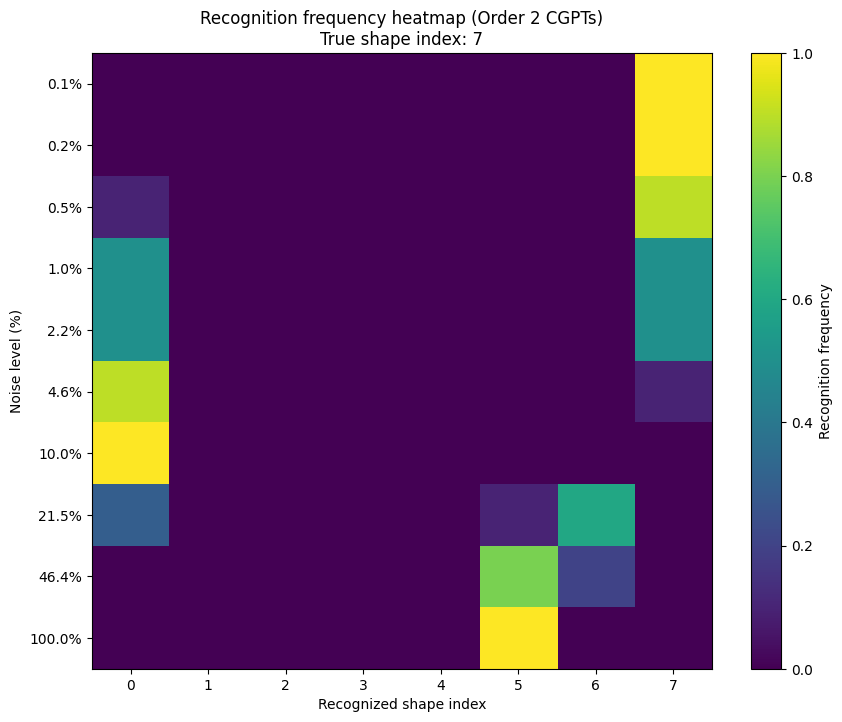 Recognition frequency heatmap (Order 2 CGPTs)
True shape index: 7
Noise level (%)
0.1%
0.2%
0.5%
1.0%
2.2%
4.6%
10.0%
21.5%
46.4%
100.0%
0 1 2 3 4 5 6 7
Recognized shape index
1.0
0.8
0.6
0.4
0.2
0.0
Recognition frequency